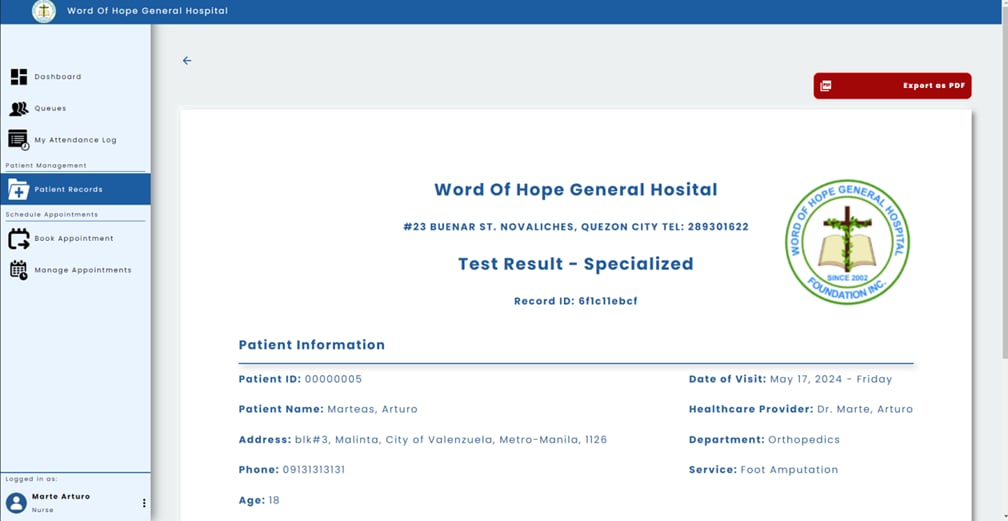 Word Of Hope General Hospital
Dashboard
Queues
My Attendance Log
Patient Management
Patient Records
Schedule Appointments
Book Appointment
Manage Appointments
Logged in as:
Marte Arturo
Nurse
Export as PDF
Word Of Hope General Hosital
#23 BUENAR ST. NOVALICHES, QUEZON CITY TEL: 289301622
Test Result - Specialized
Record ID: 6f1c11ebcf
WORD OF HOPE GENERAL HOSPITAL
SINCE 2002
FOUNDATION INC.
Patient Information
Patient ID: 00000005
Date of Visit: May 17, 2024 - Friday
Patient Name: Marteas, Arturo
Healthcare Provider: Dr. Marte, Arturo
Address: blk#3, Malinta, City of Valenzuela, Metro-Manila, 1126
Department: Orthopedics
Phone: 09131313131
Service: Foot Amputation
Age: 18